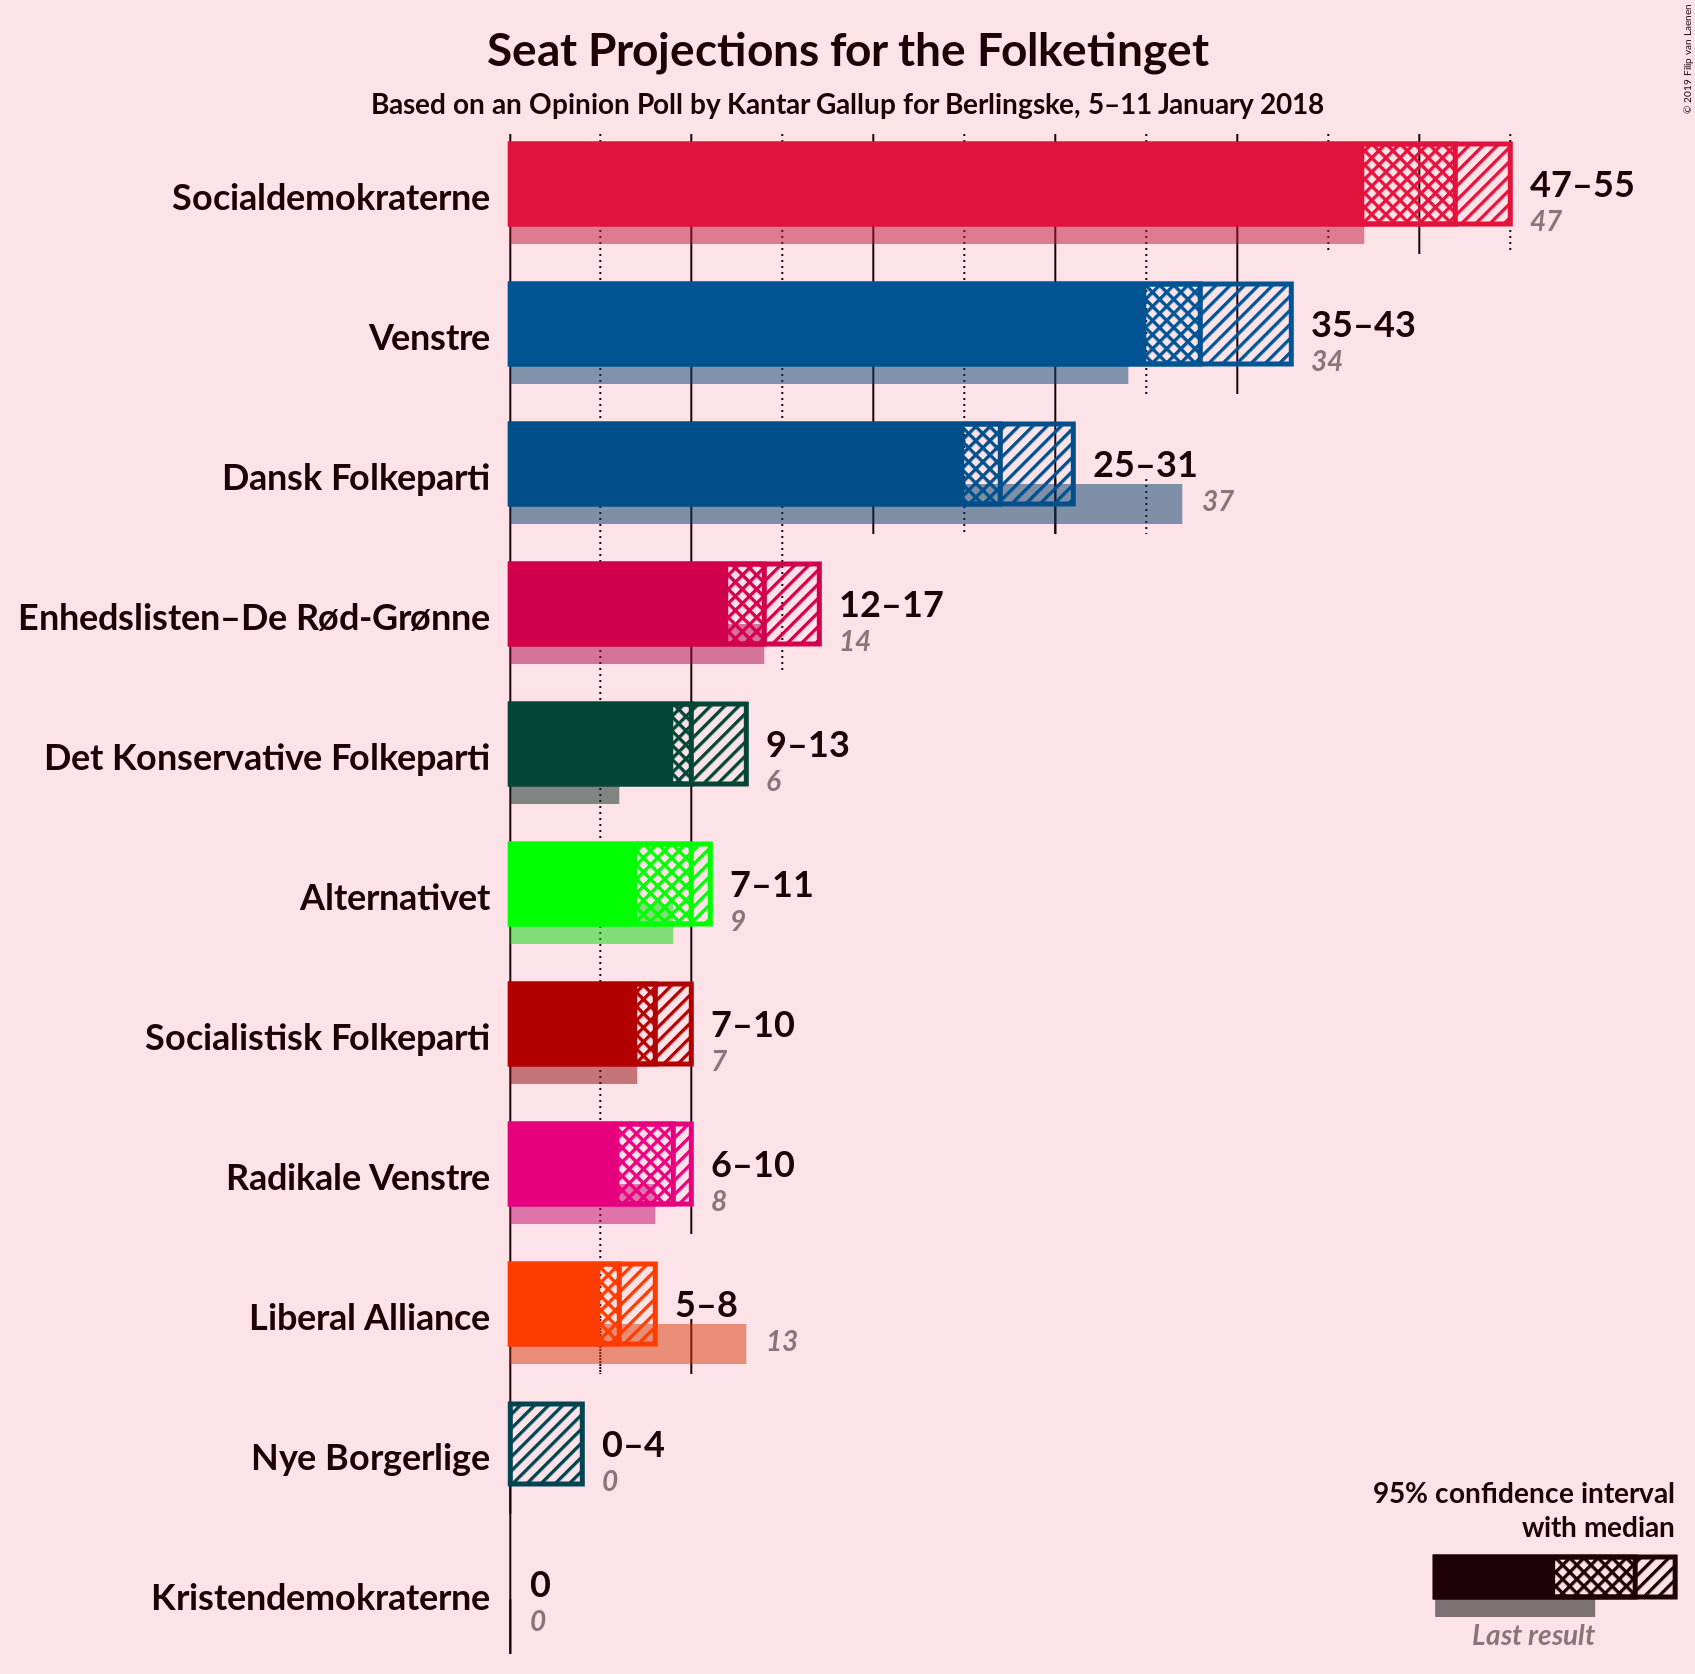 Seat Projections for the Folketinget
Based on an Opinion Poll by Kantar Gallup for Berlingske, 5–11 January 2018
© 2019 Filip van Laenen
Socialdemokraterne
47–55
47
Venstre
35–43
34
Dansk Folkeparti
25–31
37
Enhedslisten–De Rød-Grønne
12–17
14
Det Konservative Folkeparti
9–13
6
Alternativet
7–11
9
Socialistisk Folkeparti
7–10
7
Radikale Venstre
6–10
8
Liberal Alliance
5–8
13
Nye Borgerlige
0–4
0
Kristendemokraterne
0
0
95% confidence interval
with median
Last result